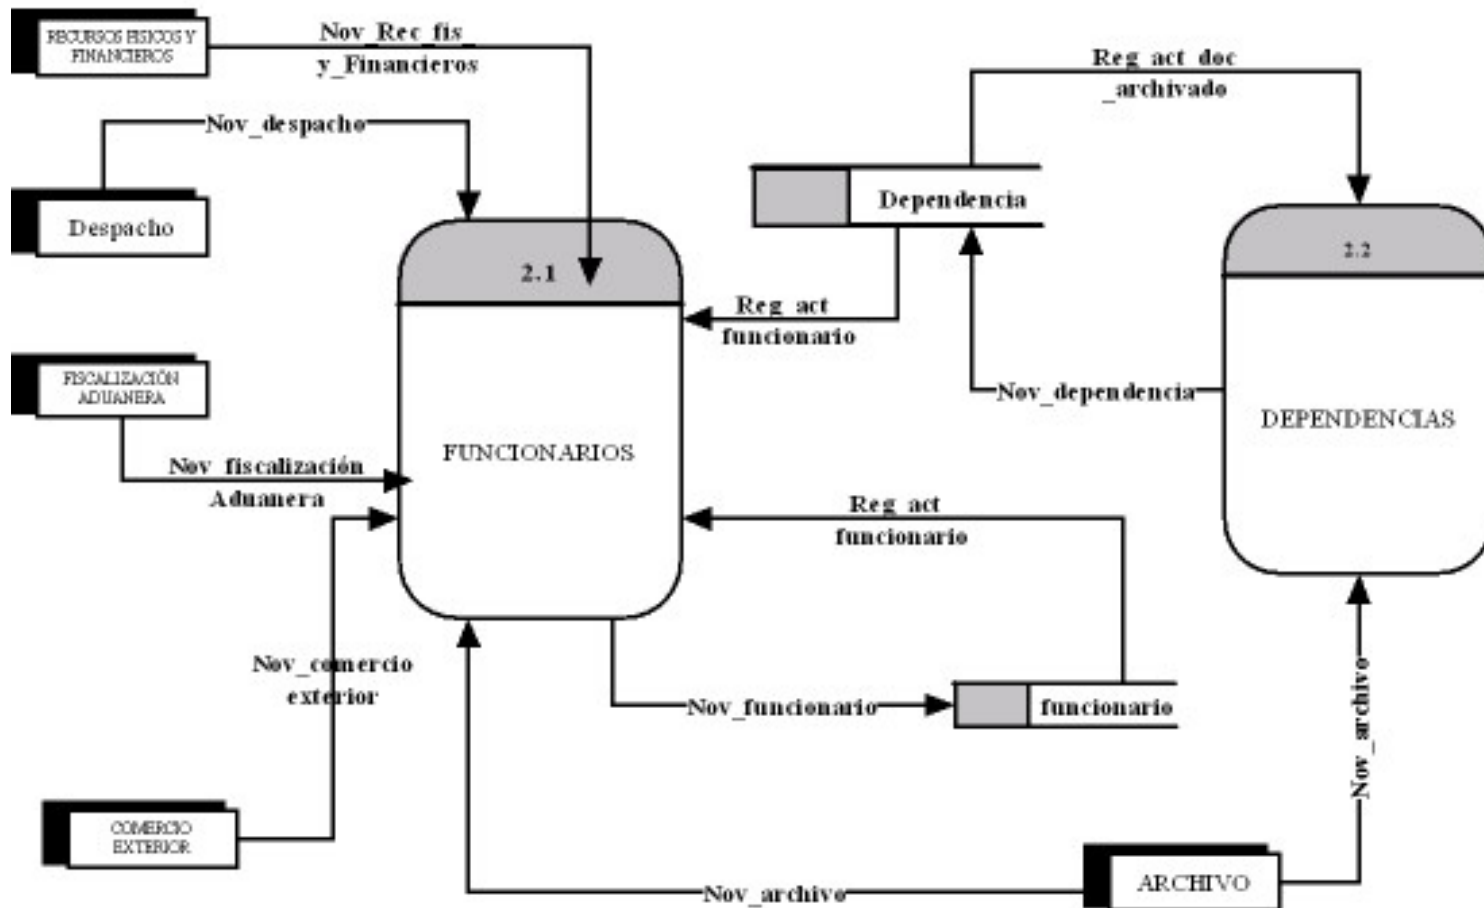 RECURSOS FISICOS Y
FINANCIEROS
Nov_Rec_fis_
y_Financieros
Reg_act_doc
_archivado
Nov_despacho
Despacho
Dependencia
2.1
2.2
Reg_act
funcionario
FISCALIZACIÓN
ADUANERA
Nov_dependencia
DEPENDENCIAS
FUNCIONARIOS
Nov_fiscalización
Aduanera
Reg_act
funcionario
Nov_comercio
exterior
Nov_funcionario
funcionario
Nov_archivo
COMERCIO
EXTERIOR
ARCHIVO
Nov_archivo